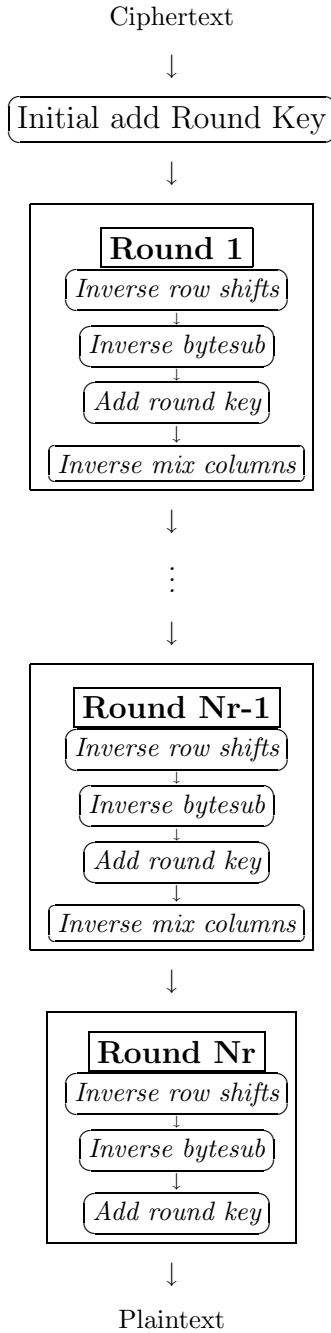 Ciphertext
↓
Initial add Round Key
↓
Round 1
Inverse row shifts
↓
Inverse bytesub
↓
Add round key
↓
Inverse mix columns
↓
⋮
↓
Round Nr-1
Inverse row shifts
↓
Inverse bytesub
↓
Add round key
↓
Inverse mix columns
↓
Round Nr
Inverse row shifts
↓
Inverse bytesub
↓
Add round key
↓
Plaintext